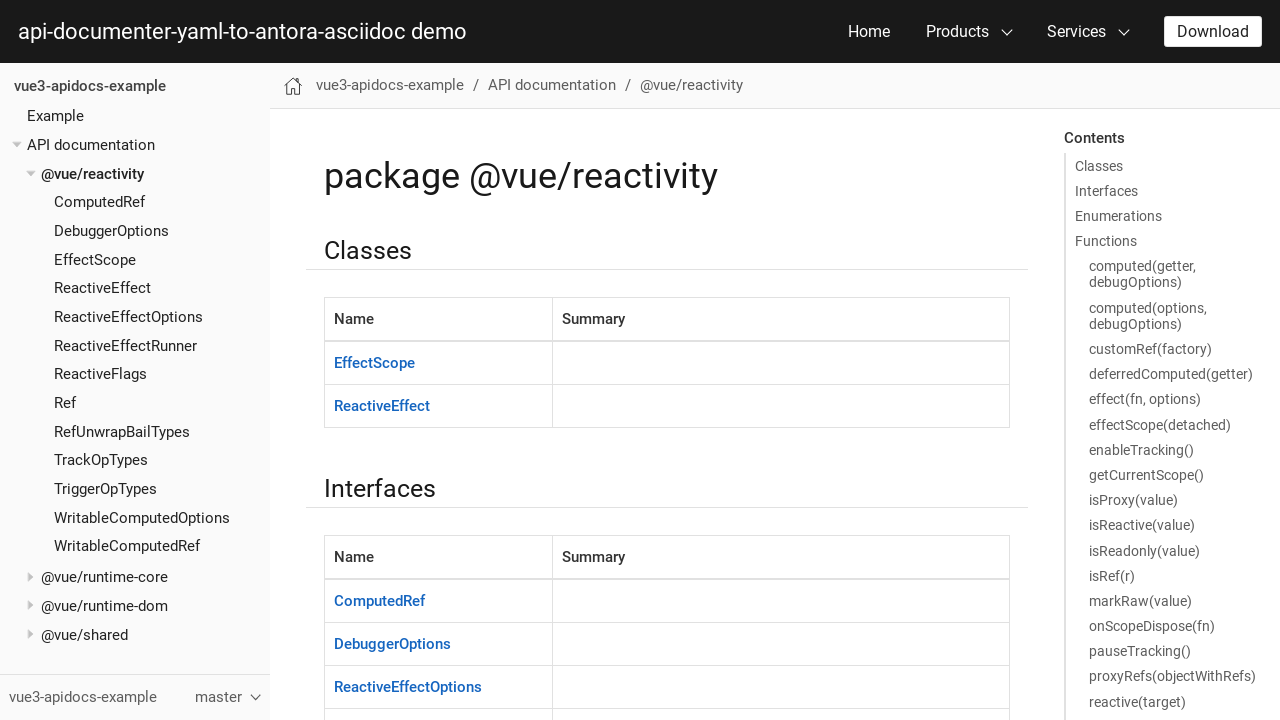 api-documenter-yaml-to-antora-asciidoc demo
Home
Products
Services
Download
vue3-apidocs-example
Example
API documentation
@vue/reactivity
ComputedRef
DebuggerOptions
EffectScope
ReactiveEffect
ReactiveEffectOptions
ReactiveEffectRunner
ReactiveFlags
Ref
RefUnwrapBailTypes
TrackOpTypes
TriggerOpTypes
WritableComputedOptions
WritableComputedRef
@vue/runtime-core
@vue/runtime-dom
@vue/shared
vue3-apidocs-example master
vue3-apidocs-example / API documentation / @vue/reactivity
package @vue/reactivity
Classes
Name Summary
EffectScope
ReactiveEffect
Interfaces
Name Summary
ComputedRef
DebuggerOptions
ReactiveEffectOptions
Contents
Classes
Interfaces
Enumerations
Functions
computed(getter,
debugOptions)
computed(options,
debugOptions)
customRef(factory)
deferredComputed(getter)
effect(fn, options)
effectScope(detached)
enableTracking()
getCurrentScope()
isProxy(value)
isReactive(value)
isReadonly(value)
isRef(r)
markRaw(value)
onScopeDispose(fn)
pauseTracking()
proxyRefs(objectWithRefs)
reactive(target)